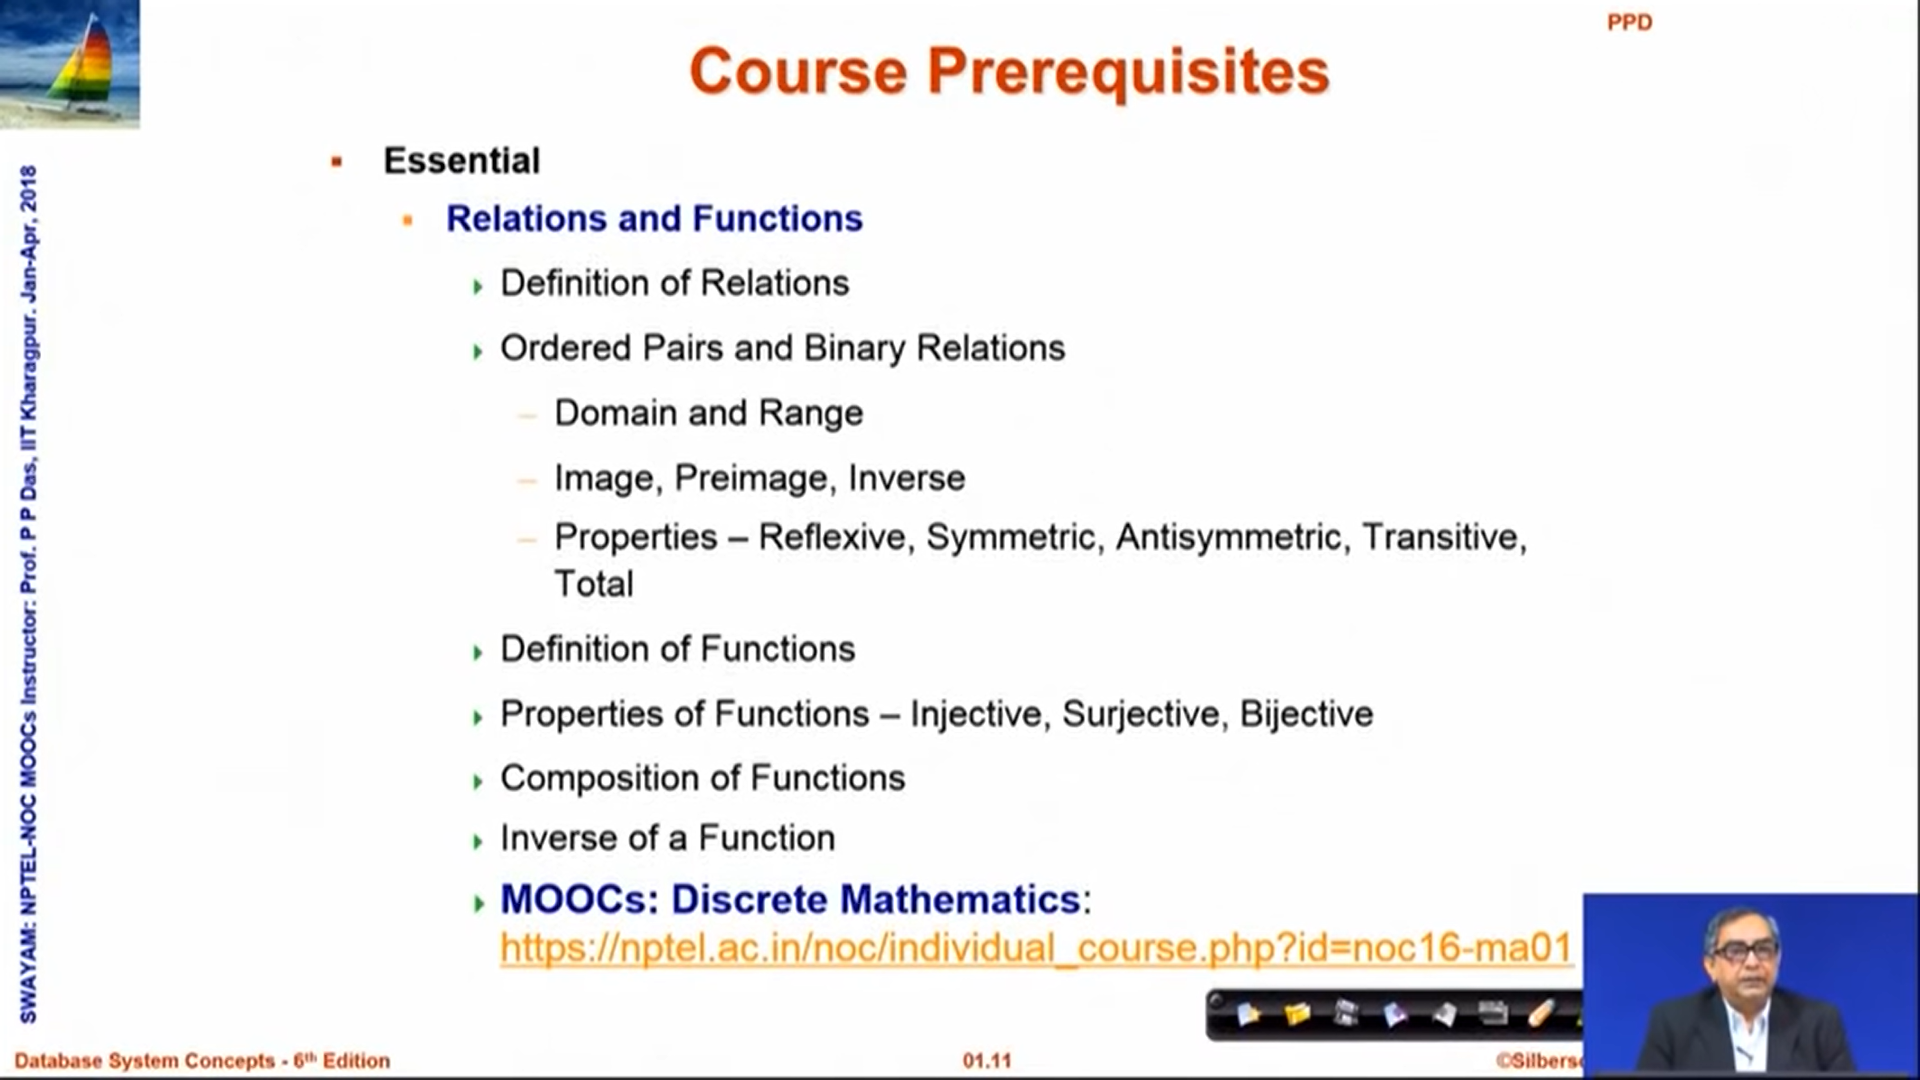 PPD
Course Prerequisites
Essential
Relations and Functions
Definition of Relations
Ordered Pairs and Binary Relations
– Domain and Range
– Image, Preimage, Inverse
– Properties – Reflexive, Symmetric, Antisymmetric, Transitive,
Total
Definition of Functions
Properties of Functions – Injective, Surjective, Bijective
Composition of Functions
Inverse of a Function
MOOCs: Discrete Mathematics:
https://nptel.ac.in/noc/individual_course.php?id=noc16-ma01
SWAYAM: NPTEL-NOC MOOCs Instructor: Prof. P P Das, IIT Kharagpur. Jan-Apr, 2018
Database System Concepts - 6th Edition
01.11